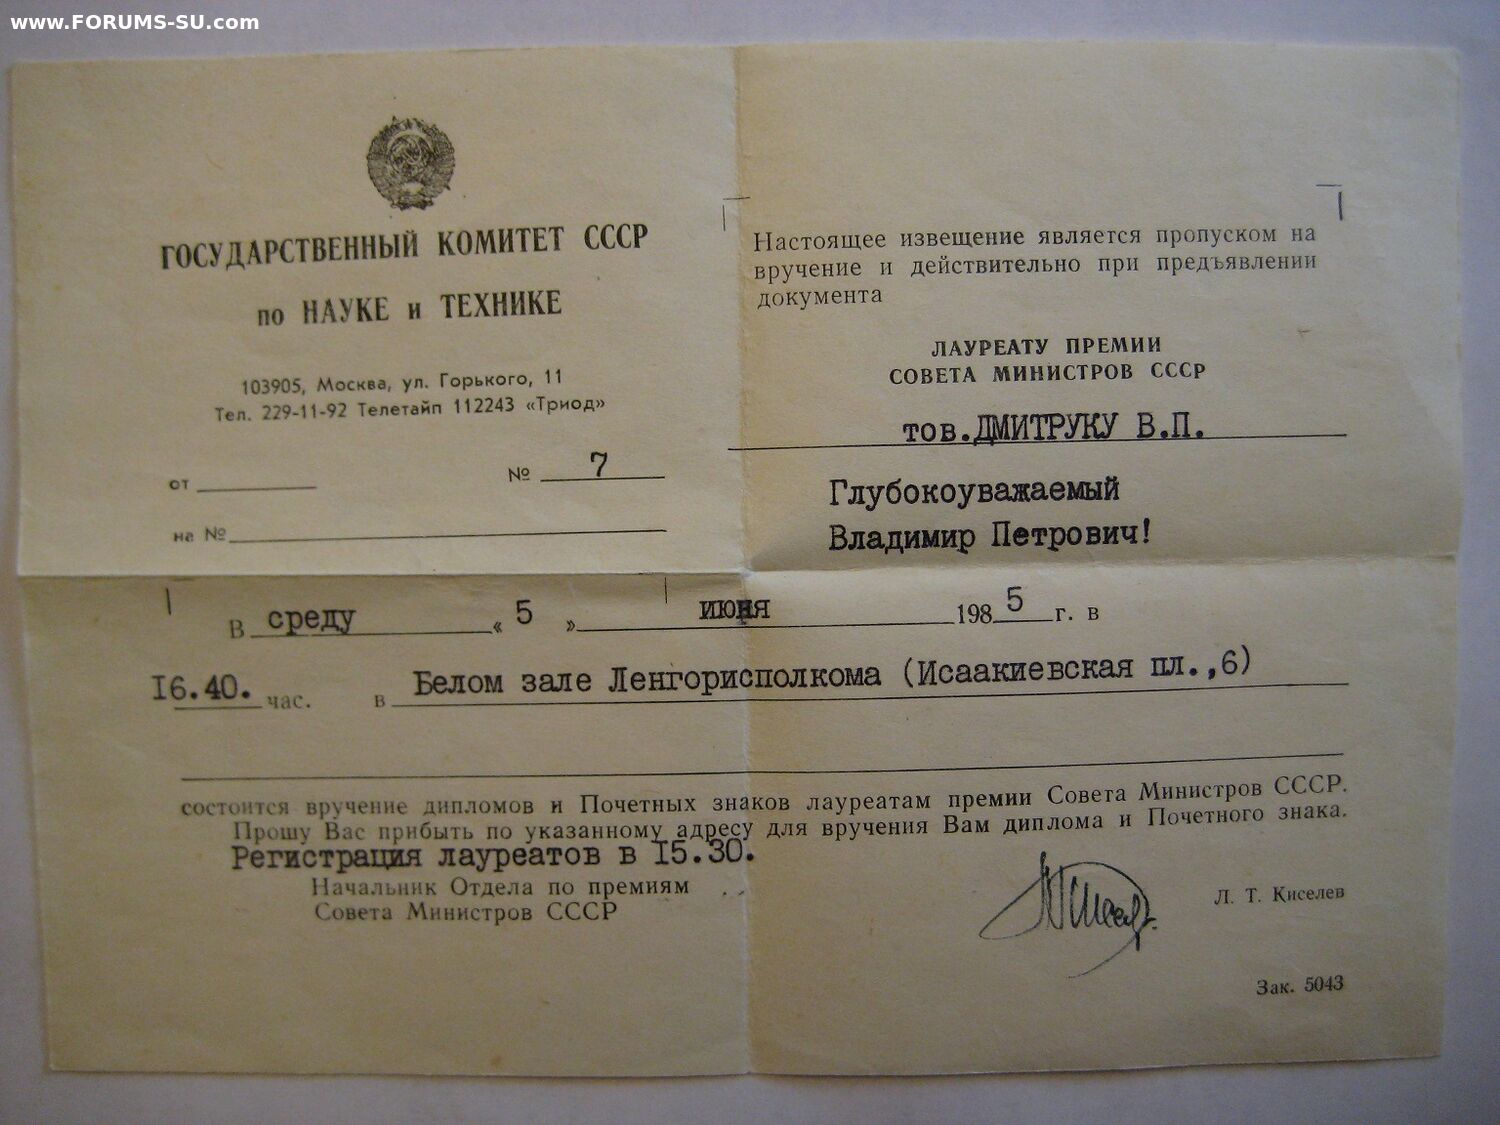 www.FORUMS-SU.com
ГОСУДАРСТВЕННЫЙ КОМИТЕТ СССР
по НАУКЕ и ТЕХНИКЕ
103905, Москва, ул. Горького, 11
Тел. 229-11-92 Телетайп 112243 «Триод»
от
№ 7
на №
Настоящее извещение является пропуском на
вручение и действительно при предъявлении
документа
ЛАУРЕАТУ ПРЕМИИ
СОВЕТА МИНИСТРОВ СССР
тов.ДМИТРУКУ В.П.
Глубокоуважаемый
Владимир Петрович!
В среду « 5 » июня 1985 г. в
16.40. час. в Белом зале Ленгорисполкома (Исаакиевская пл.,6)
состоится вручение дипломов и Почетных знаков лауреатам премии Совета Министров СССР.
Прошу Вас прибыть по указанному адресу для вручения Вам диплома и Почетного знака.
Регистрация лауреатов в 15.30.
Начальник Отдела по премиям
Совета Министров СССР
Л. Т. Киселев
Зак. 5043